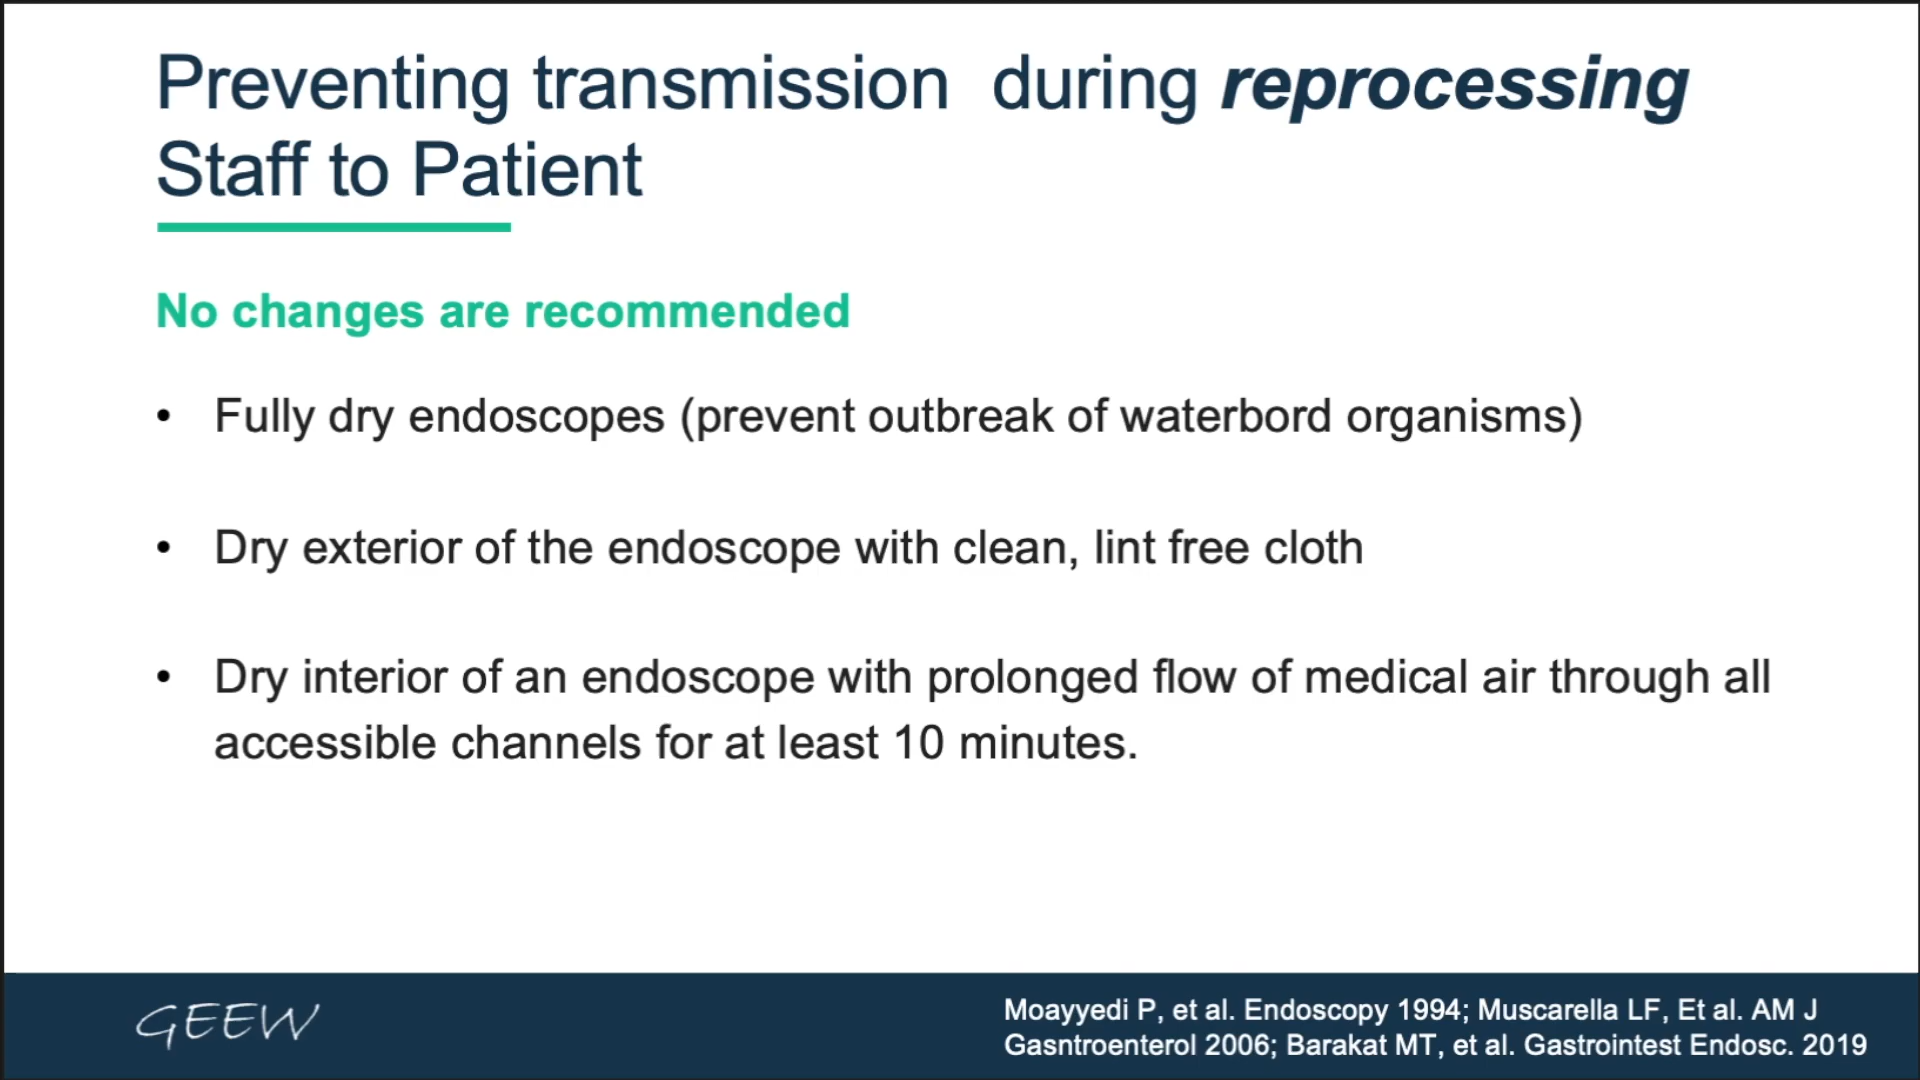 Preventing transmission  during reprocessing
Staff to Patient
No changes are recommended
• Fully dry endoscopes (prevent outbreak of waterbord organisms)
• Dry exterior of the endoscope with clean, lint free cloth
• Dry interior of an endoscope with prolonged flow of medical air through all
accessible channels for at least 10 minutes.
GEEW
Moayyedi P, et al. Endoscopy 1994; Muscarella LF, Et al. AM J
Gasntroenterol 2006; Barakat MT, et al. Gastrointest Endosc. 2019